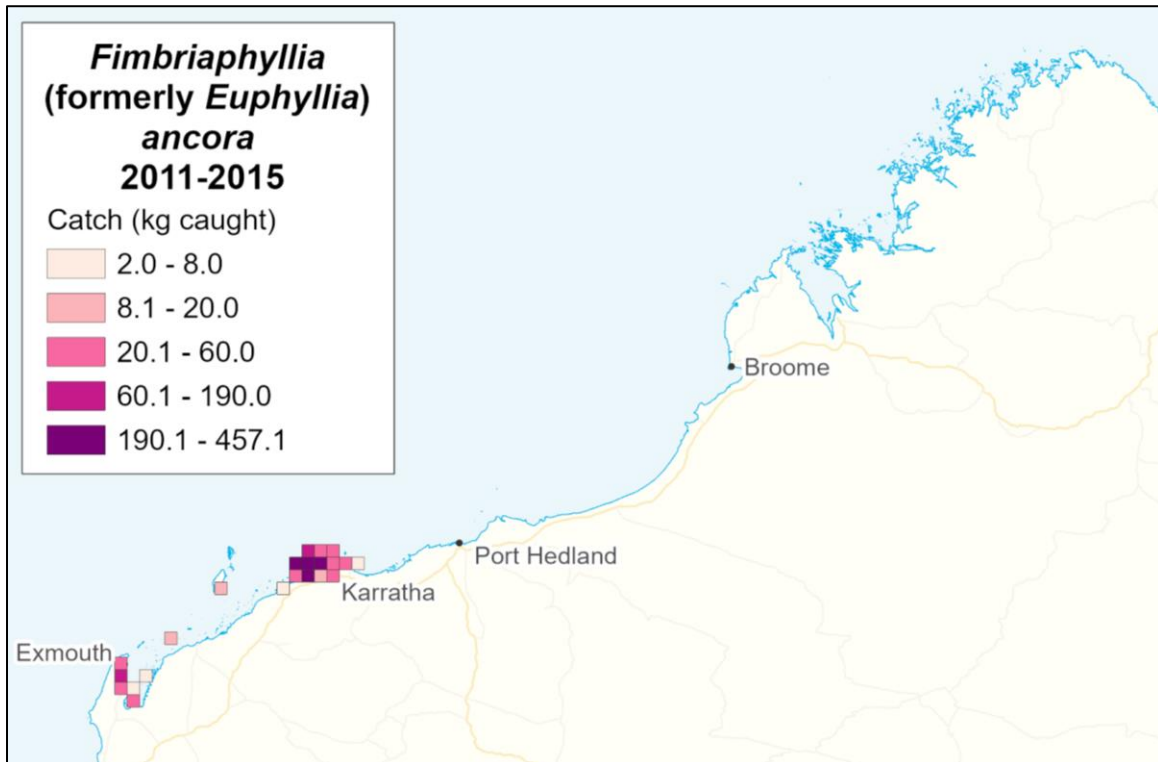 Fimbriaphyllia
(formerly Euphyllia)
ancora
2011-2015
Catch (kg caught)
2.0 - 8.0
8.1 - 20.0
20.1 - 60.0
60.1 - 190.0
190.1 - 457.1
Broome
Port Hedland
Karratha
Exmouth